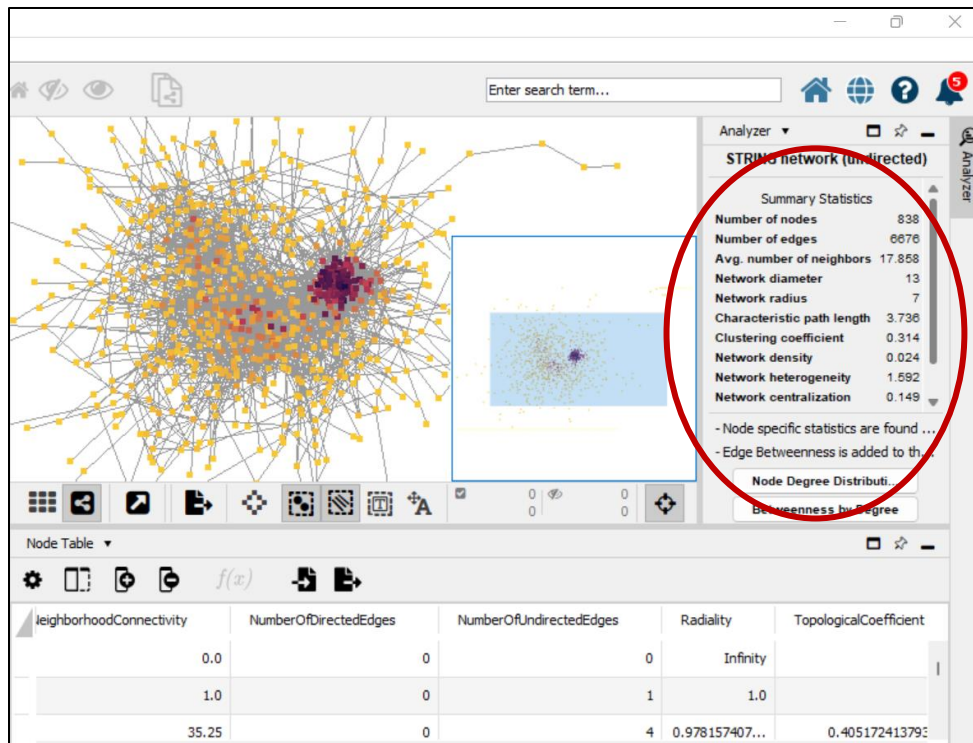 Enter search term...
5
Analyzer
Analyzer
STRING network (undirected)
Summary Statistics
Number of nodes 838
Number of edges 6676
Avg. number of neighbors 17.858
Network diameter 13
Network radius 7
Characteristic path length 3.736
Clustering coefficient 0.314
Network density 0.024
Network heterogeneity 1.592
Network centralization 0.149
- Node specific statistics are found ...
- Edge Betweenness is added to th...
Node Degree Distributi...
Betweenness by Degree
T
A
0 0
0 0
Node Table
f(x)
NeighborhoodConnectivity NumberOfDirectedEdges NumberOfUndirectedEdges Radiality TopologicalCoefficient
0.0 0 0 Infinity
1.0 0 1 1.0
35.25 0 4 0.978157407... 0.405172413793